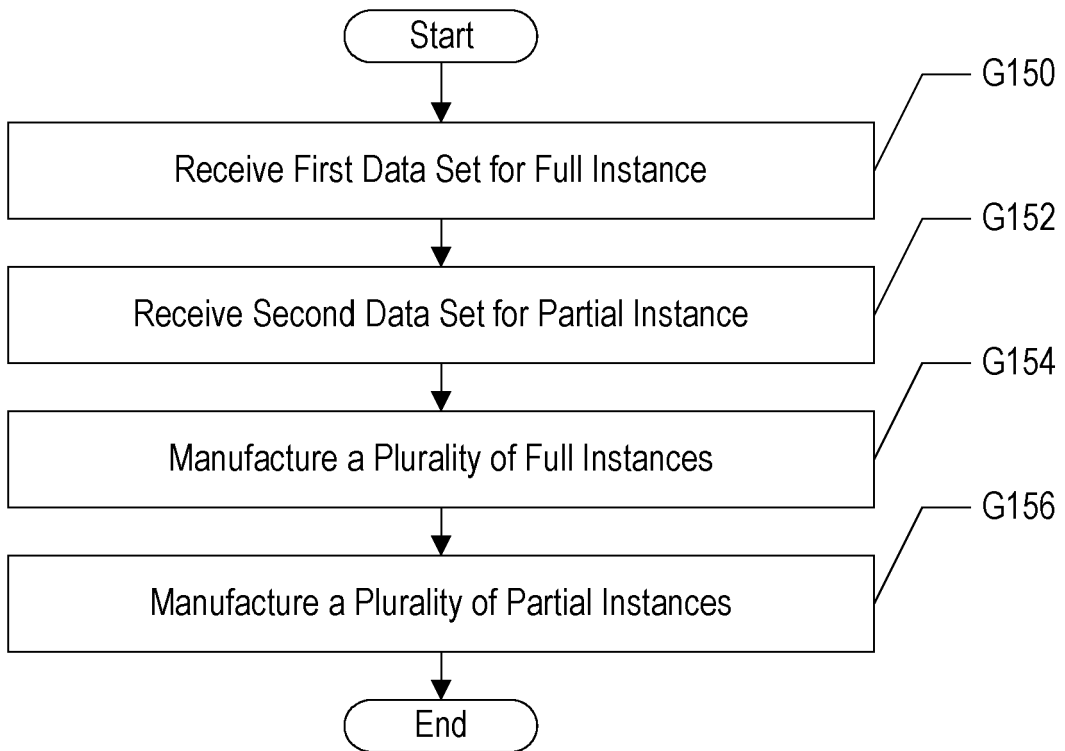 Start
G150
Receive First Data Set for Full Instance
G152
Receive Second Data Set for Partial Instance
G154
Manufacture a Plurality of Full Instances
G156
Manufacture a Plurality of Partial Instances
End